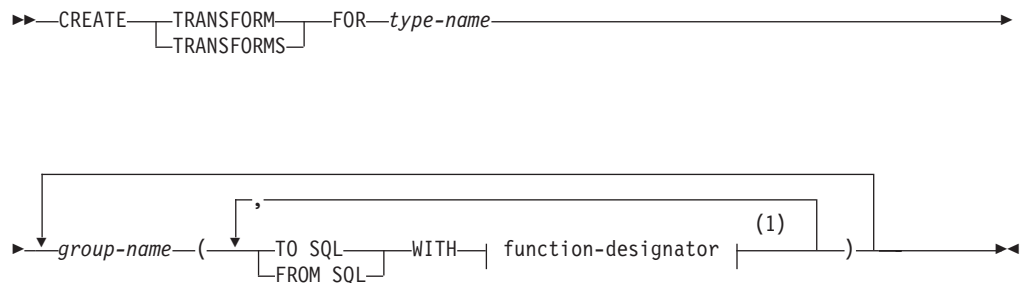 CREATE TRANSFORM FOR type-name
TRANSFORMS
,
(1)
group-name ( TO SQL WITH function-designator )
FROM SQL